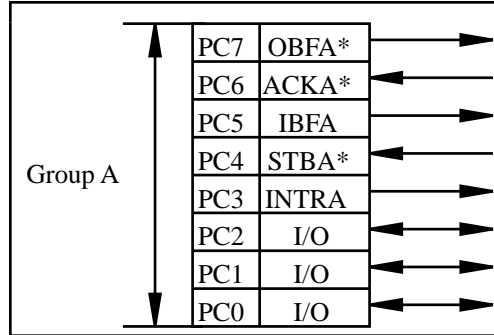 PC7 OBFA*
PC6 ACKA*
PC5 IBFA
PC4 STBA*
Group A
PC3 INTRA
PC2 I/O
PC1 I/O
PC0 I/O